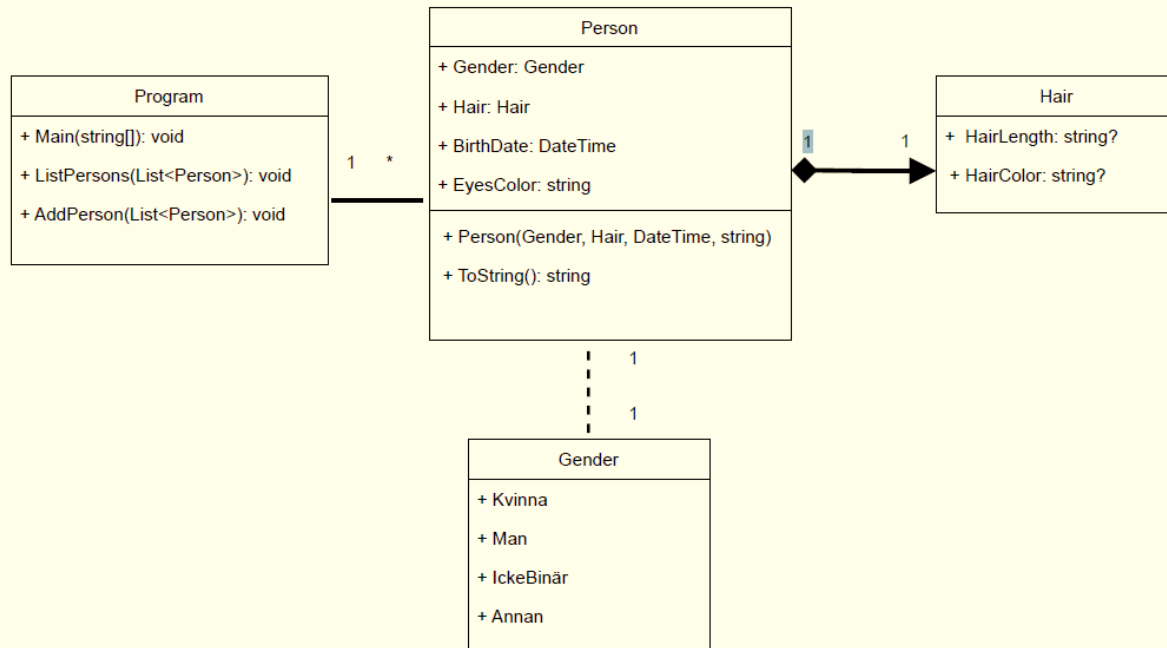 Person
+ Gender: Gender
+ Hair: Hair
+ BirthDate: DateTime
+ EyesColor: string
+ Person(Gender, Hair, DateTime, string)
+ ToString(): string
Program
+ Main(string[]): void
+ ListPersons(List<Person>): void
+ AddPerson(List<Person>): void
1 *
1 1
Hair
+ HairLength: string?
+ HairColor: string?
1
1
Gender
+ Kvinna
+ Man
+ IckeBinär
+ Annan